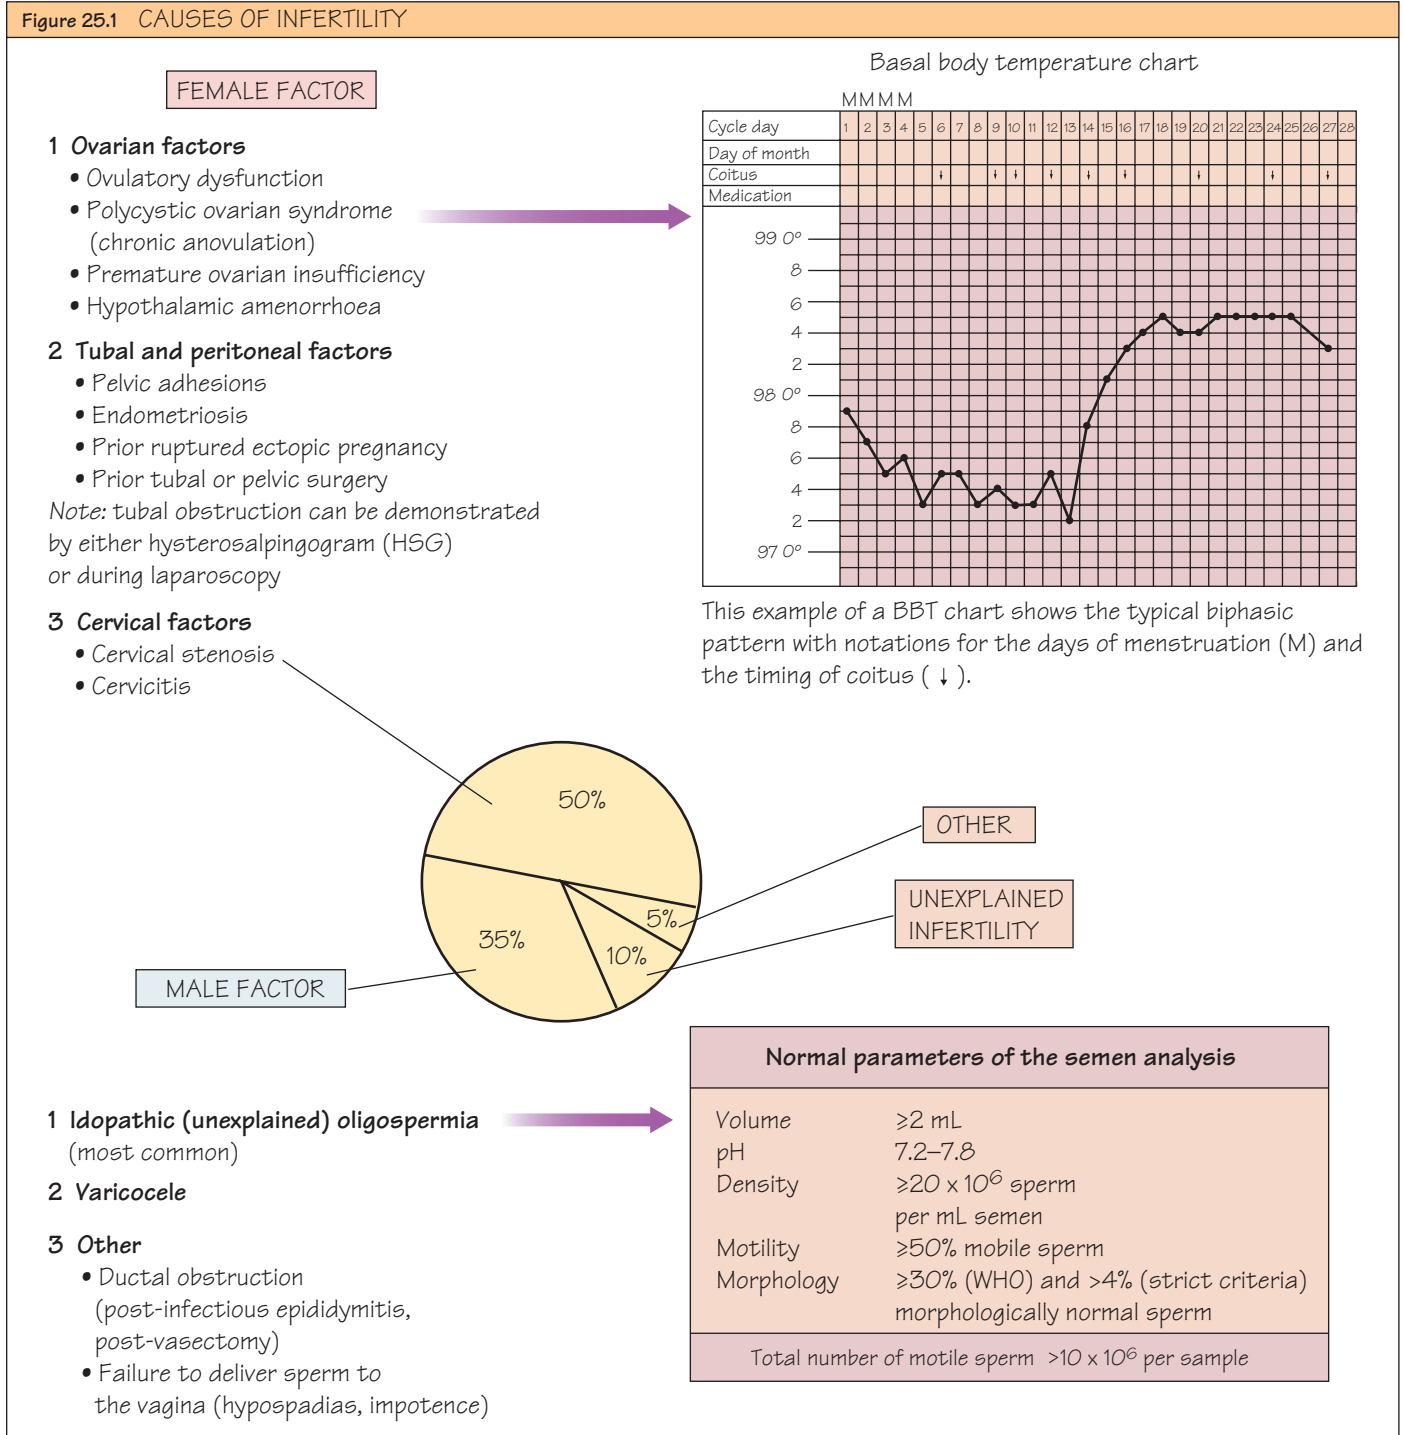 Figure 25.1 CAUSES OF INFERTILITY
FEMALE FACTOR
1 Ovarian factors
• Ovulatory dysfunction
• Polycystic ovarian syndrome
(chronic anovulation)
• Premature ovarian insufficiency
• Hypothalamic amenorrhoea
2 Tubal and peritoneal factors
• Pelvic adhesions
• Endometriosis
• Prior ruptured ectopic pregnancy
• Prior tubal or pelvic surgery
Note: tubal obstruction can be demonstrated
by either hysterosalpingogram (HSG)
or during laparoscopy
3 Cervical factors
• Cervical stenosis
• Cervicitis
Basal body temperature chart
M M M M
Cycle day 1 2 3 4 5 6 7 8 9 10 11 12 13 14 15 16 17 18 19 20 21 22 23 24 25 26 27 28
Day of month
Coitus ↓ ↓ ↓ ↓ ↓ ↓ ↓ ↓ ↓
Medication
99 0°
8
6
4
2
98 0°
8
6
4
2
97 0°
This example of a BBT chart shows the typical biphasic
pattern with notations for the days of menstruation (M) and
the timing of coitus ( ↓ ).
50%
OTHER
5%
UNEXPLAINED
INFERTILITY
10%
35%
MALE FACTOR
1 Idopathic (unexplained) oligospermia
(most common)
2 Varicocele
3 Other
• Ductal obstruction
(post-infectious epididymitis,
post-vasectomy)
• Failure to deliver sperm to
the vagina (hypospadias, impotence)
Normal parameters of the semen analysis
Volume ≥2 mL
pH 7.2–7.8
Density ≥20 x 10⁶ sperm
per mL semen
Motility ≥50% mobile sperm
Morphology ≥30% (WHO) and >4% (strict criteria)
morphologically normal sperm
Total number of motile sperm >10 x 10⁶ per sample